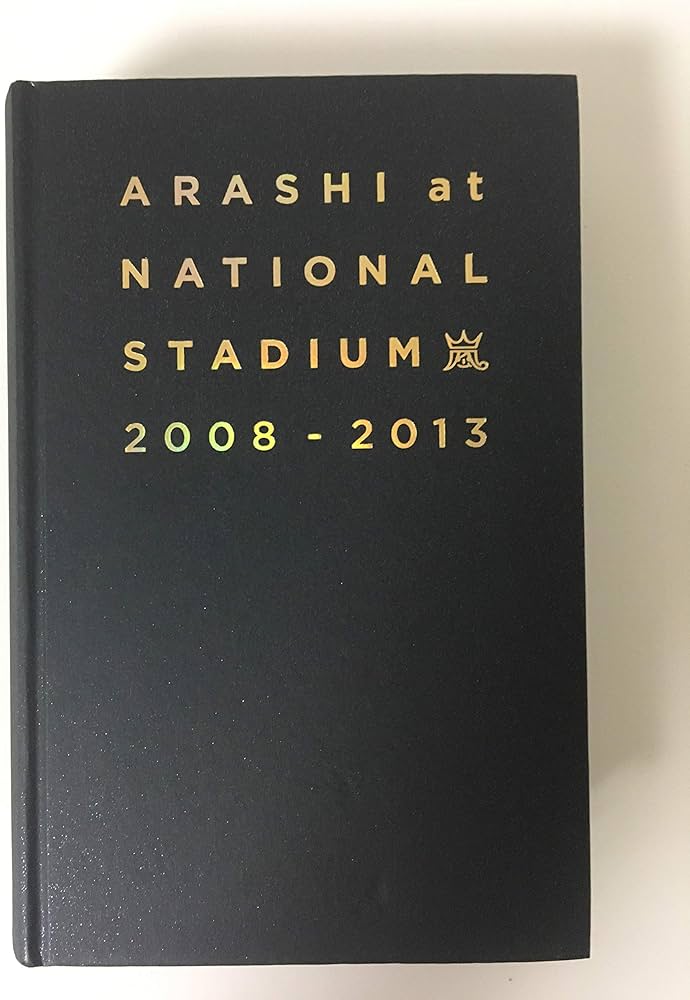 ARASHI at
NATIONAL
STADIUM 嵐
2008 - 2013